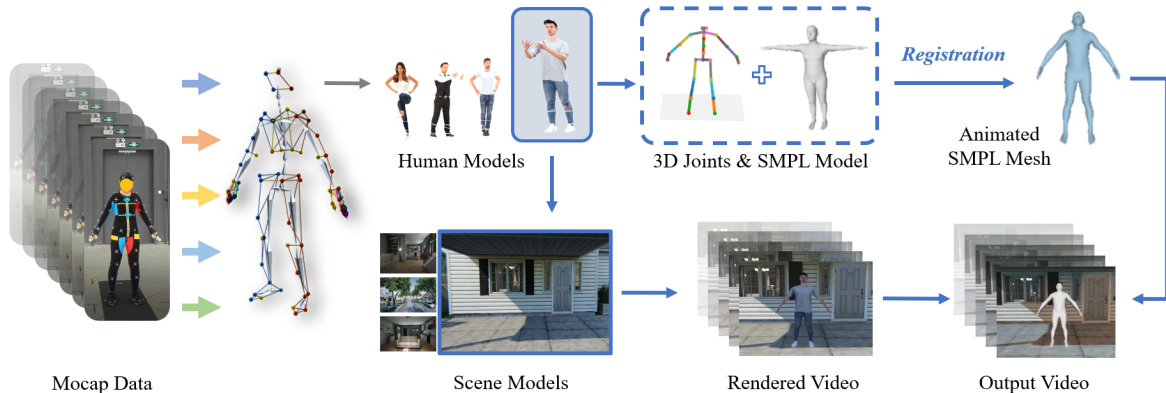 Registration
Human Models
3D Joints & SMPL Model
Animated
SMPL Mesh
Mocap Data
Scene Models
Rendered Video
Output Video